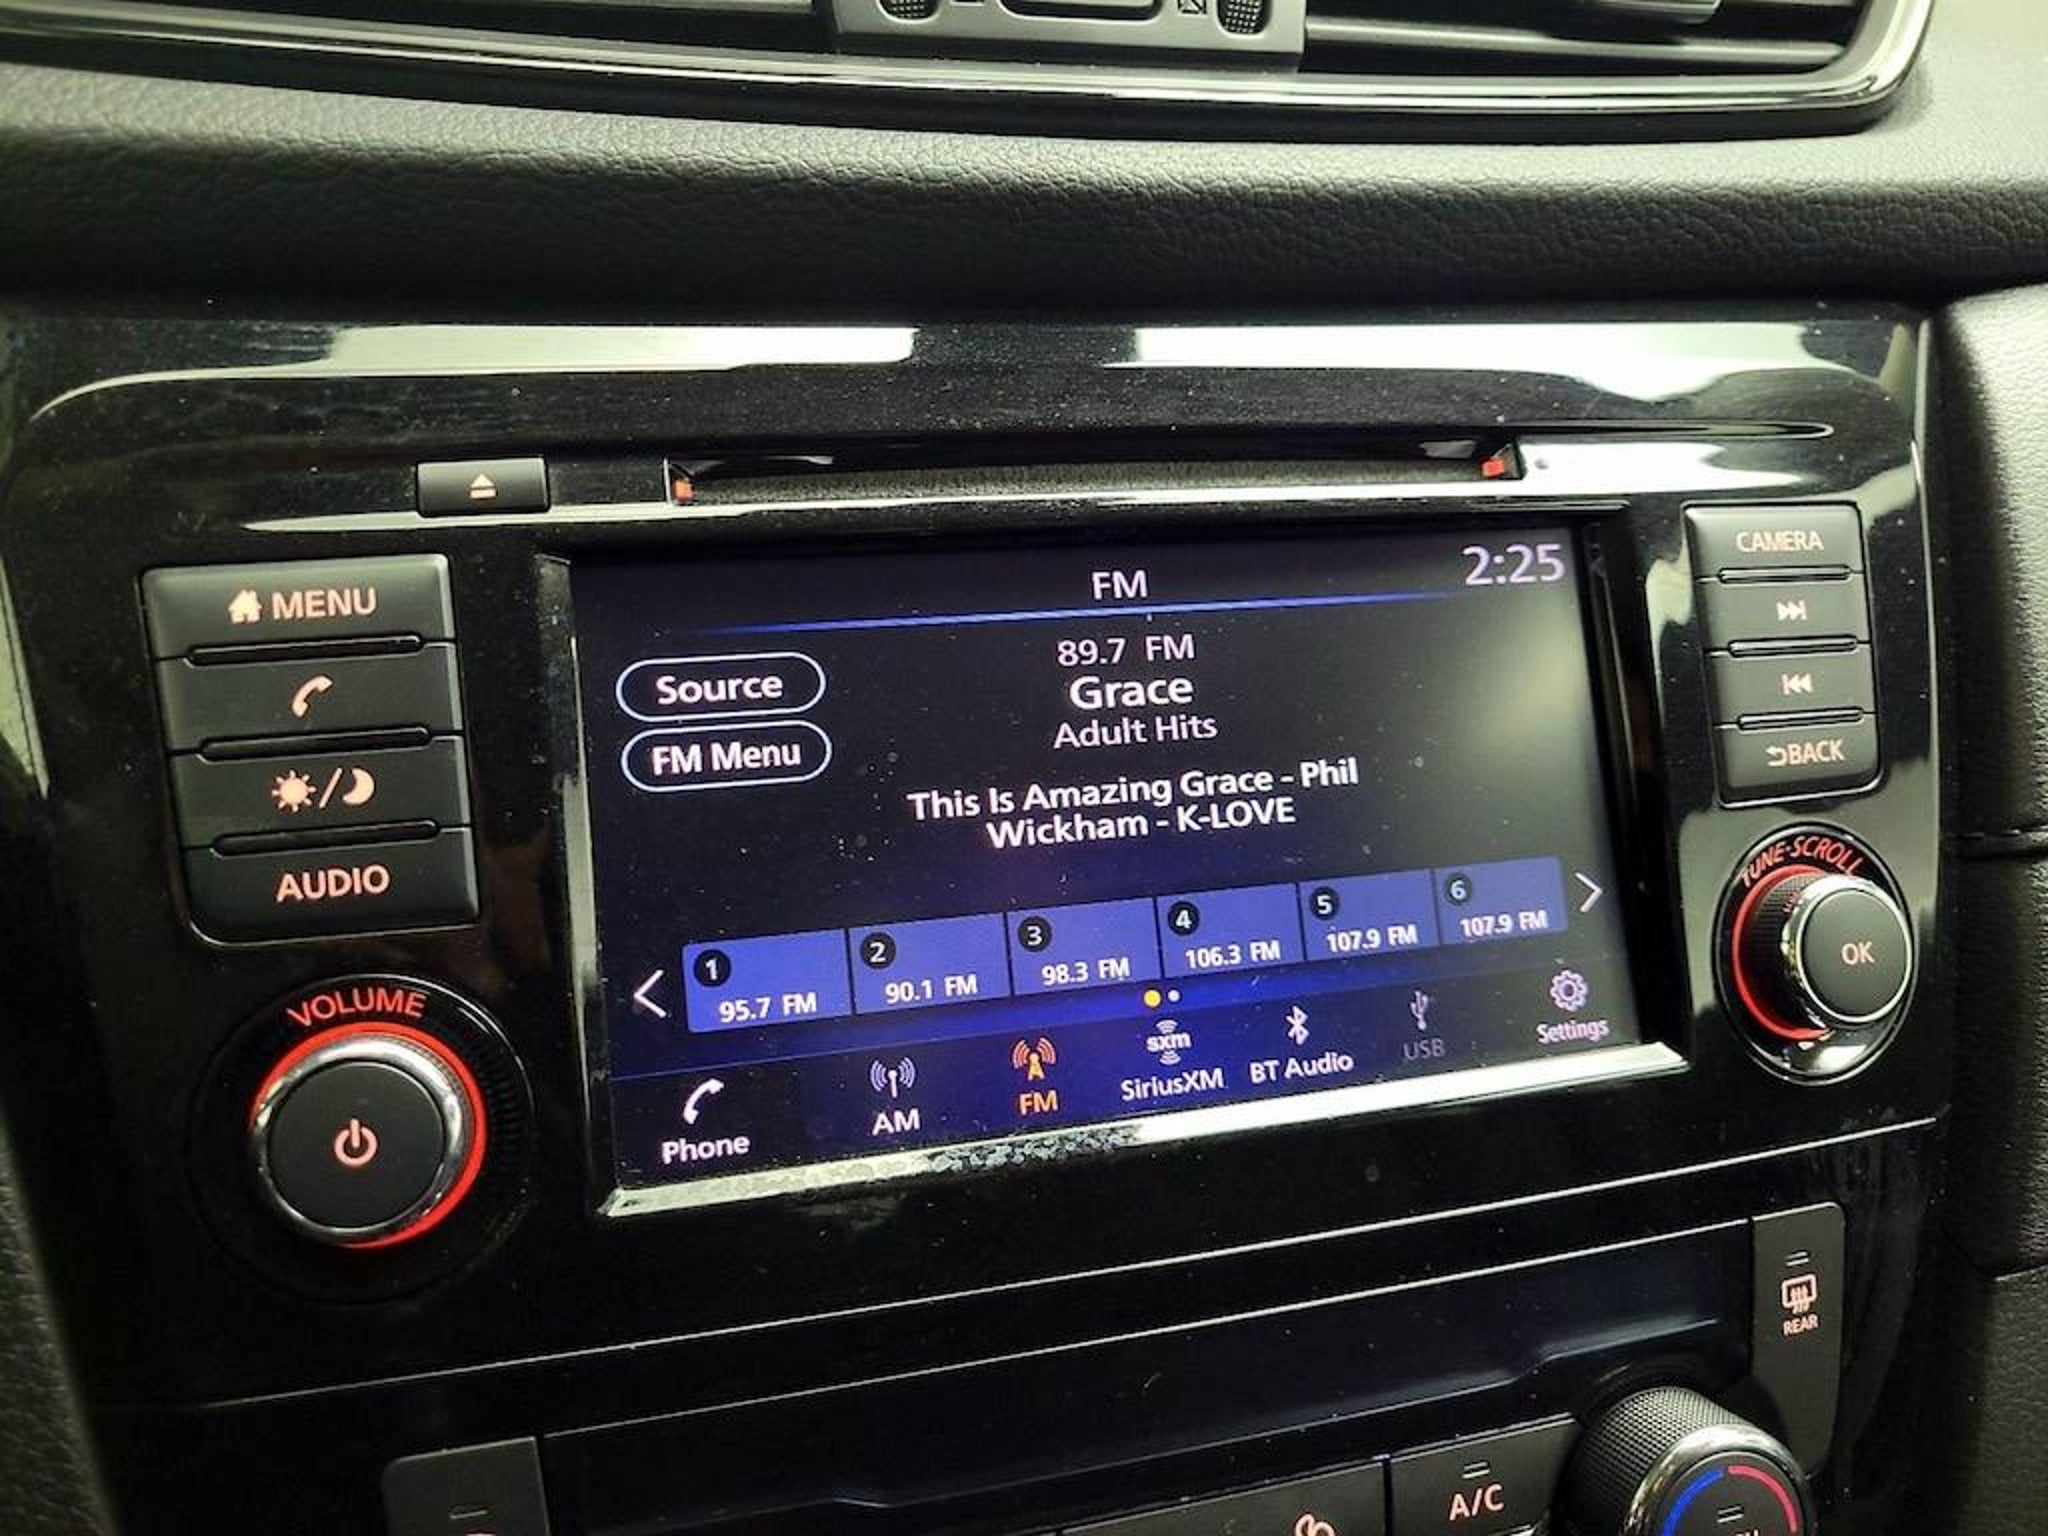 MENU
AUDIO
VOLUME
FM
2:25
Source
FM Menu
89.7 FM
Grace
Adult Hits
This Is Amazing Grace - Phil
Wickham - K-LOVE
1
95.7 FM
2
90.1 FM
3
98.3 FM
4
106.3 FM
5
107.9 FM
6
107.9 FM
Phone
AM
FM
sxm
SiriusXM
BT Audio
USB
Settings
CAMERA
BACK
TUNE-SCROLL
OK
REAR
A/C